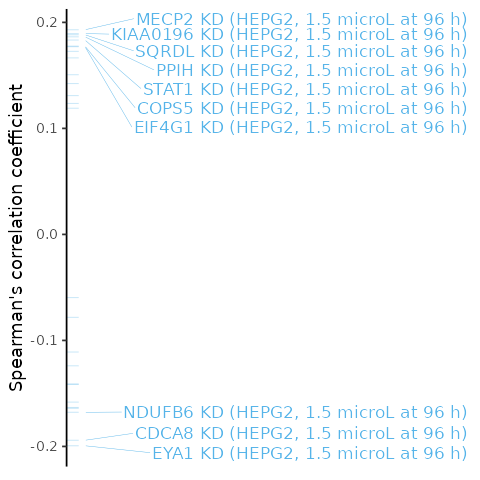 0.2
0.1
0.0
-0.1
-0.2
Spearman's correlation coefficient
MECP2 KD (HEPG2, 1.5 microL at 96 h)
KIAA0196 KD (HEPG2, 1.5 microL at 96 h)
SQRDL KD (HEPG2, 1.5 microL at 96 h)
PPIH KD (HEPG2, 1.5 microL at 96 h)
STAT1 KD (HEPG2, 1.5 microL at 96 h)
COPS5 KD (HEPG2, 1.5 microL at 96 h)
EIF4G1 KD (HEPG2, 1.5 microL at 96 h)
NDUFB6 KD (HEPG2, 1.5 microL at 96 h)
CDCA8 KD (HEPG2, 1.5 microL at 96 h)
EYA1 KD (HEPG2, 1.5 microL at 96 h)